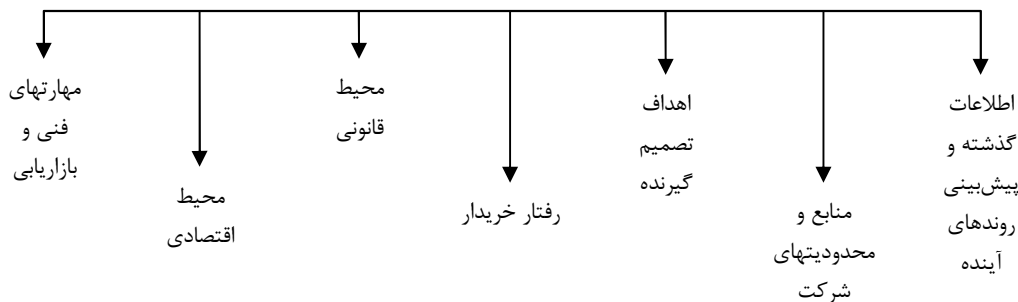 اطلاعات
گذشته و
پیش‌بینی
روندهای
آینده
منابع و
محدودیتهای
شرکت
اهداف
تصمیم
گیرنده
رفتار خریدار
محیط
قانونی
محیط
اقتصادی
مهارتهای
فنی و
بازاریابی